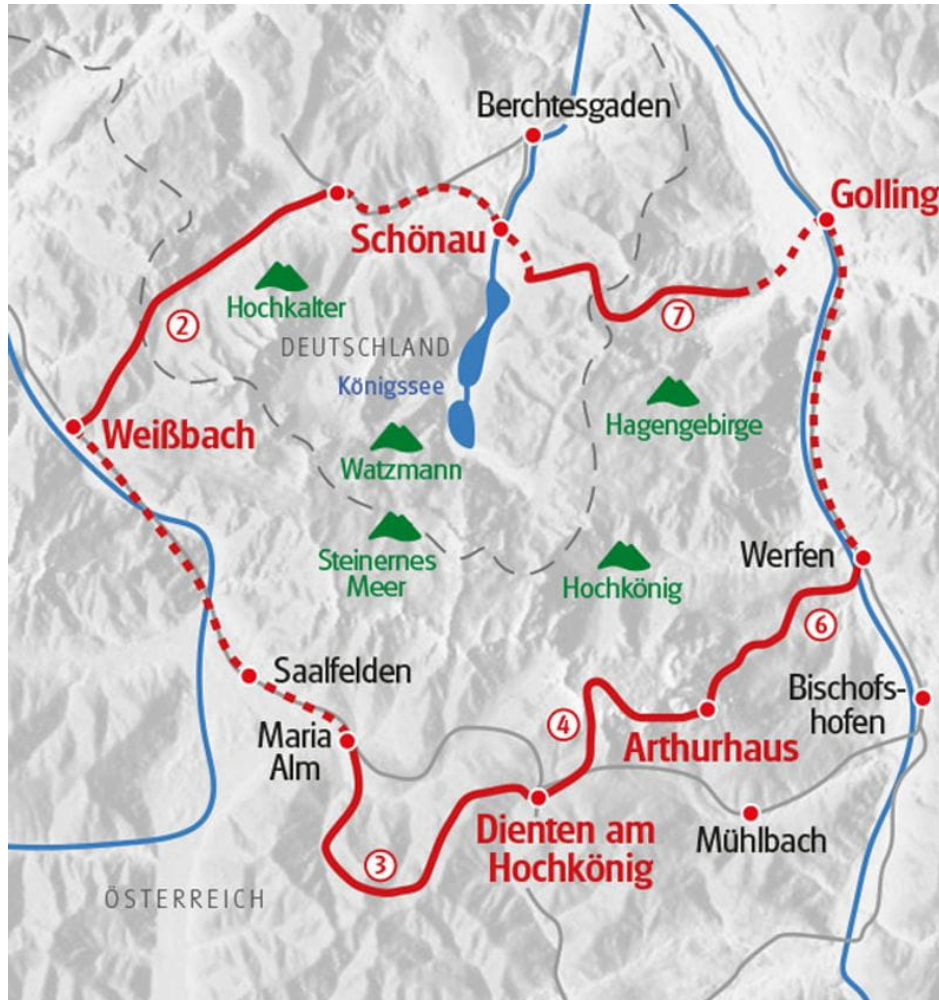 Berchtesgaden
Golling
Schönau
Hochkalter
2
7
DEUTSCHLAND
Königssee
Hagengebirge
Weißbach
Watzmann
Steinernes
Meer
Hochkönig
Werfen
6
Saalfelden
Bischofs-
hofen
4
Maria
Alm
Arthurhaus
Dienten am
Hochkönig
Mühlbach
3
ÖSTERREICH